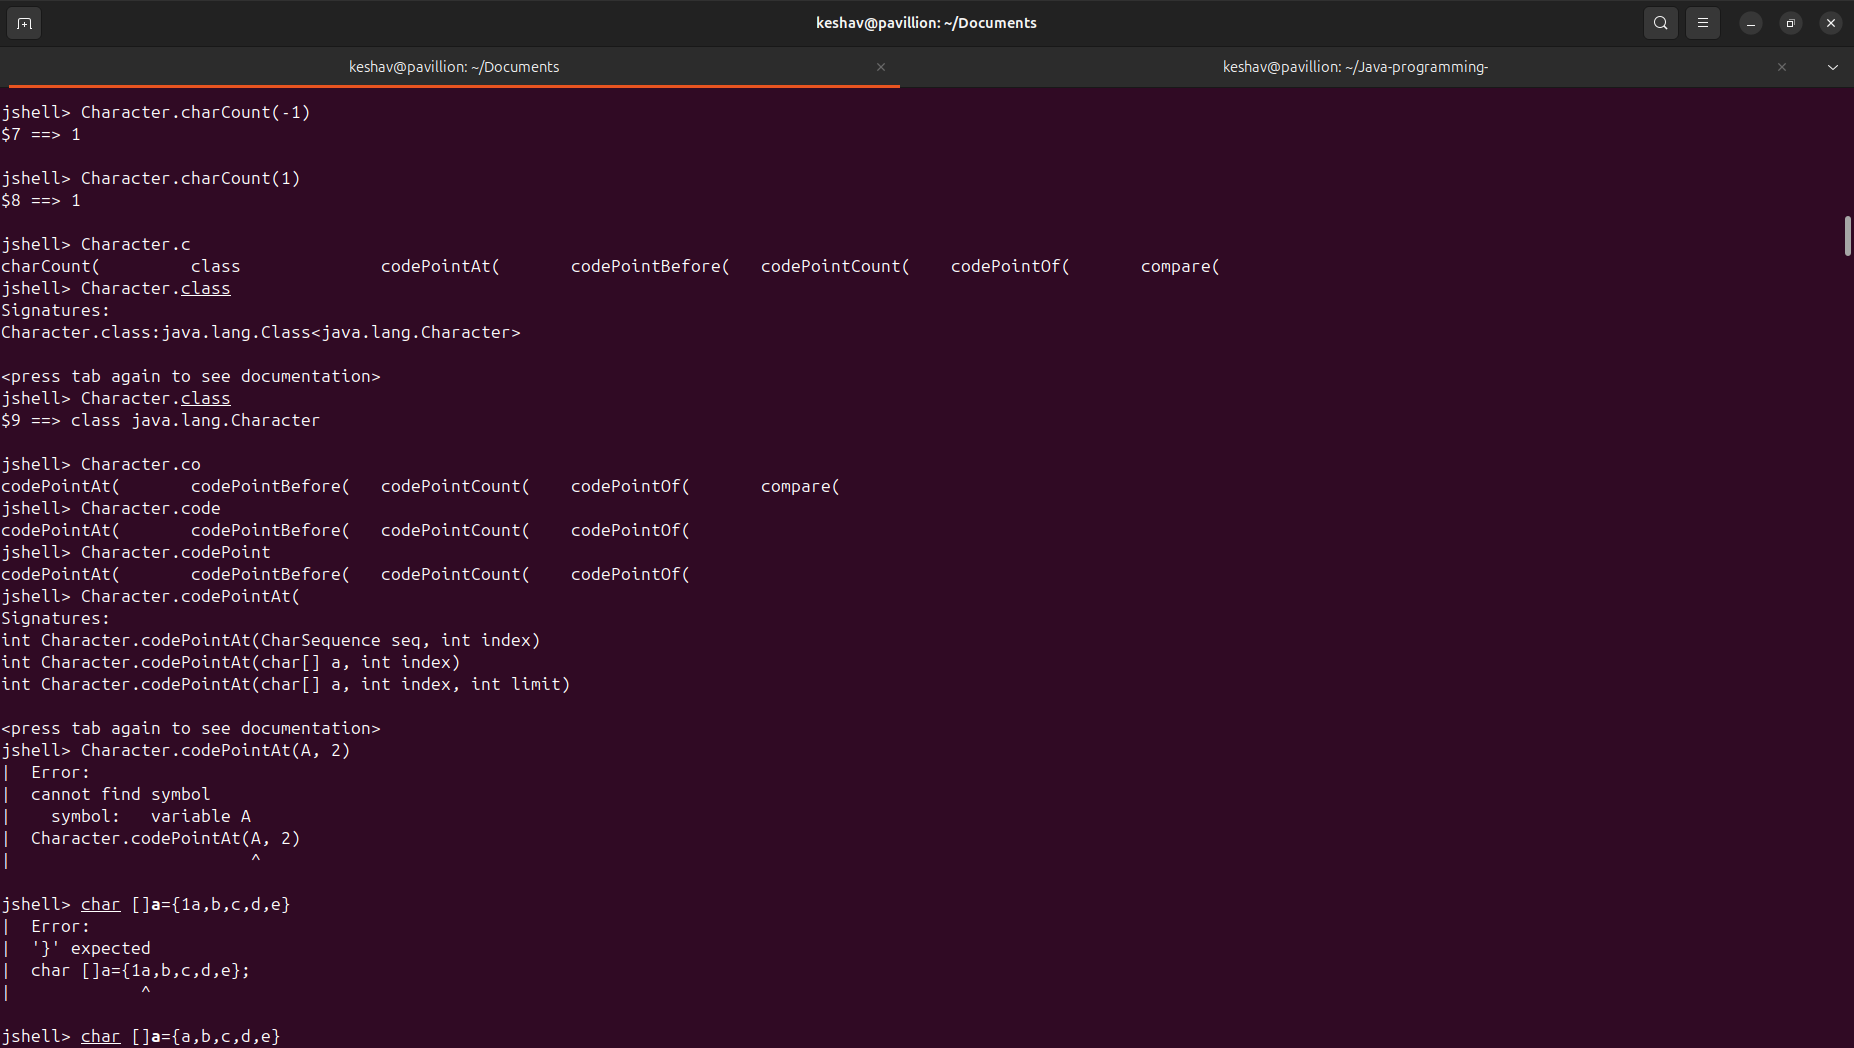 keshav@pavillion: ~/Documents
keshav@pavillion: ~/Documents
keshav@pavillion: ~/Java-programming-
jshell> Character.charCount(-1)
$7 ==> 1
jshell> Character.charCount(1)
$8 ==> 1
jshell> Character.c
charCount(         class              codePointAt(       codePointBefore(   codePointCount(    codePointOf(       compare(
jshell> Character.class
Signatures:
Character.class:java.lang.Class<java.lang.Character>
<press tab again to see documentation>
jshell> Character.class
$9 ==> class java.lang.Character
jshell> Character.co
codePointAt(       codePointBefore(   codePointCount(    codePointOf(       compare(
jshell> Character.code
codePointAt(       codePointBefore(   codePointCount(    codePointOf(
jshell> Character.codePoint
codePointAt(       codePointBefore(   codePointCount(    codePointOf(
jshell> Character.codePointAt(
Signatures:
int Character.codePointAt(CharSequence seq, int index)
int Character.codePointAt(char[] a, int index)
int Character.codePointAt(char[] a, int index, int limit)
<press tab again to see documentation>
jshell> Character.codePointAt(A, 2)
|  Error:
|  cannot find symbol
|    symbol:   variable A
|  Character.codePointAt(A, 2)
|                        ^
jshell> char []a={1a,b,c,d,e}
|  Error:
|  '}' expected
|  char []a={1a,b,c,d,e};
|             ^
jshell> char []a={a,b,c,d,e}